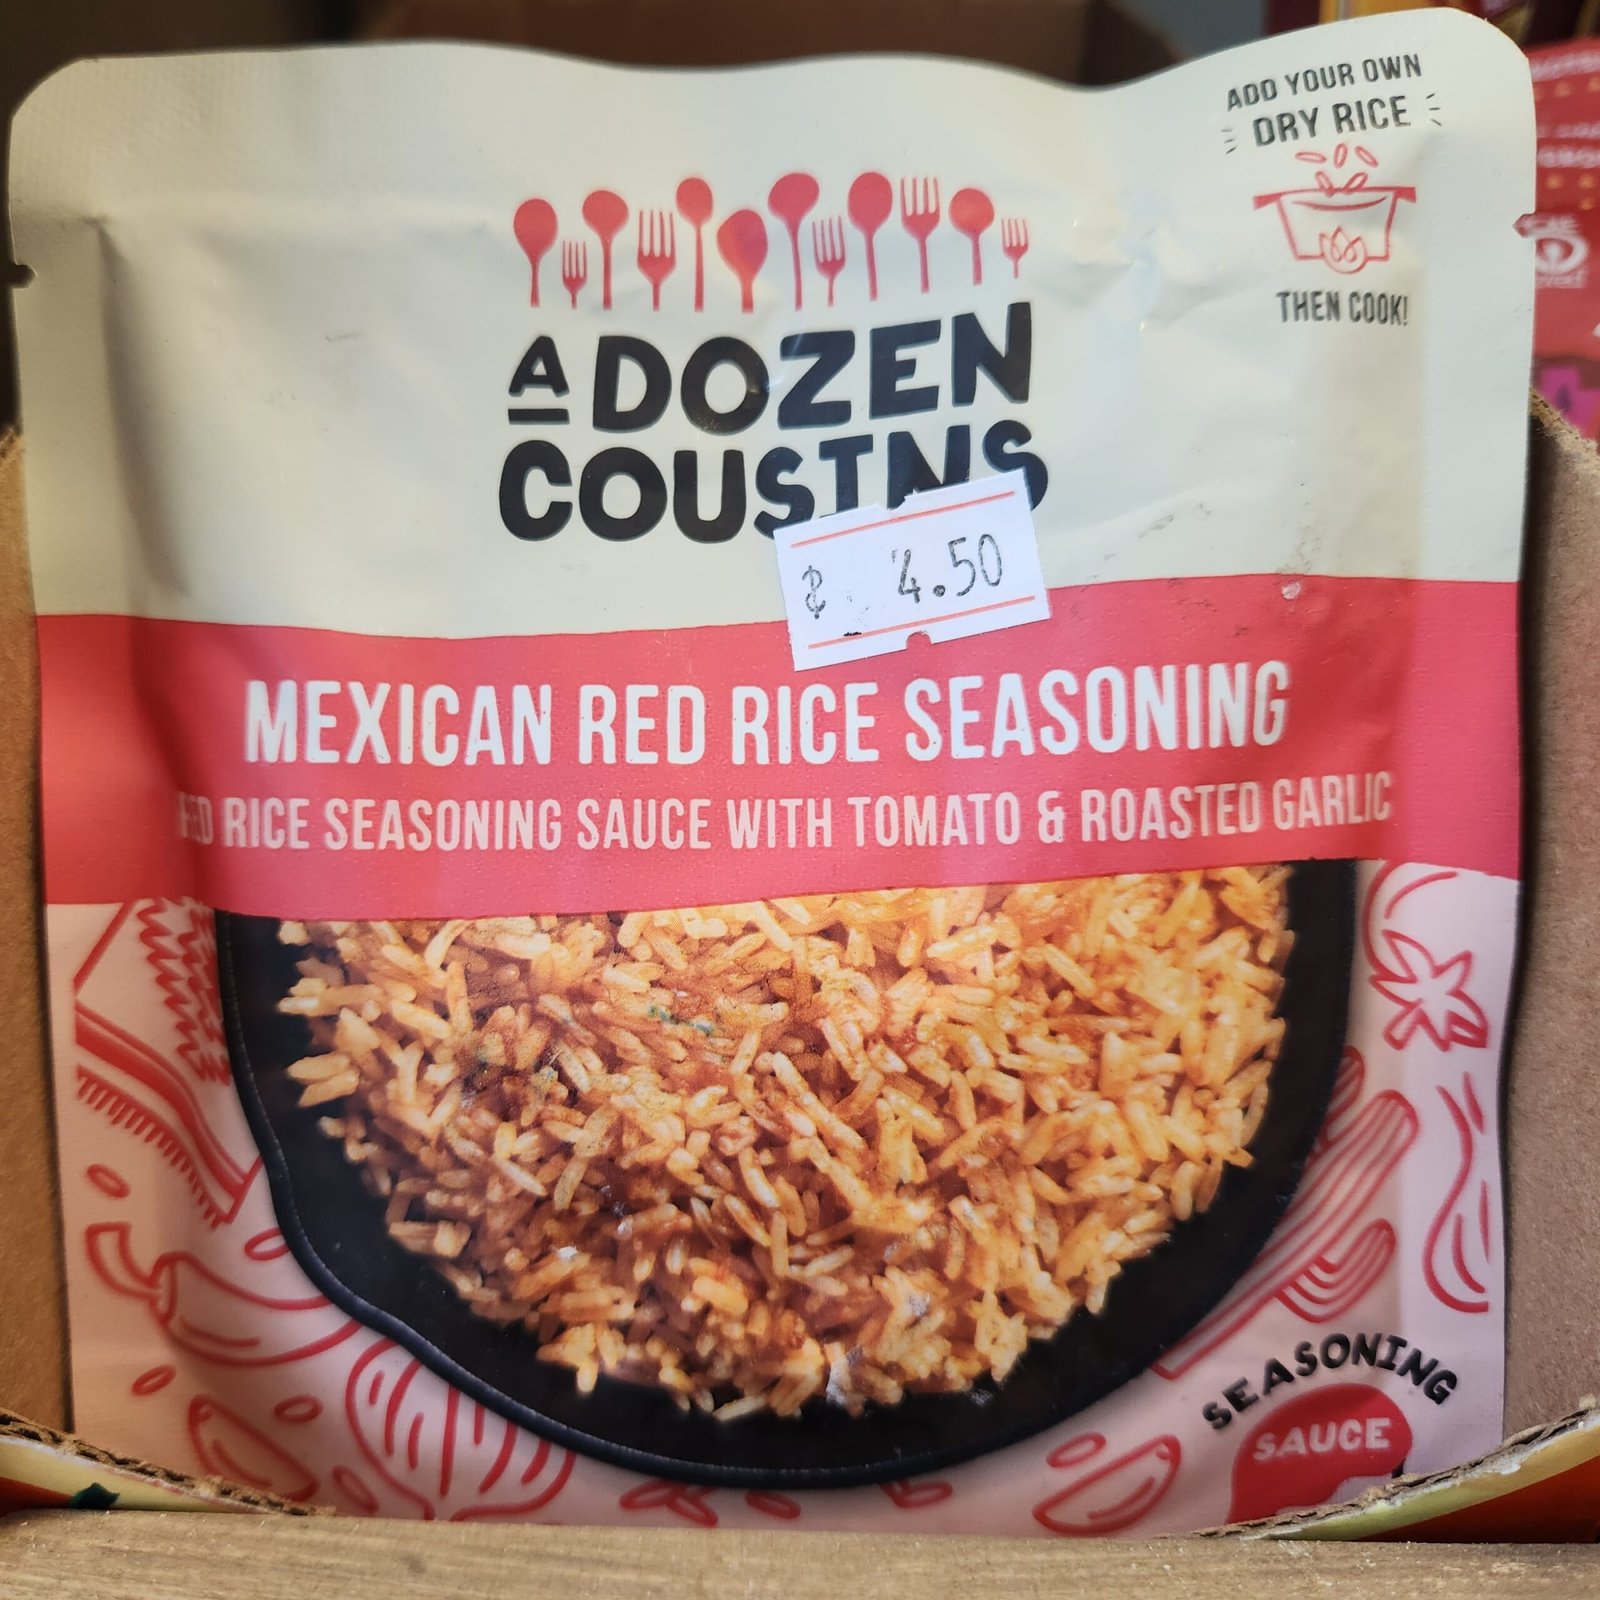 ADD YOUR OWN
DRY RICE
THEN COOK!
A DOZEN
COUSINS
$ 4.50
MEXICAN RED RICE SEASONING
RED RICE SEASONING SAUCE WITH TOMATO & ROASTED GARLIC
SEASONING
SAUCE